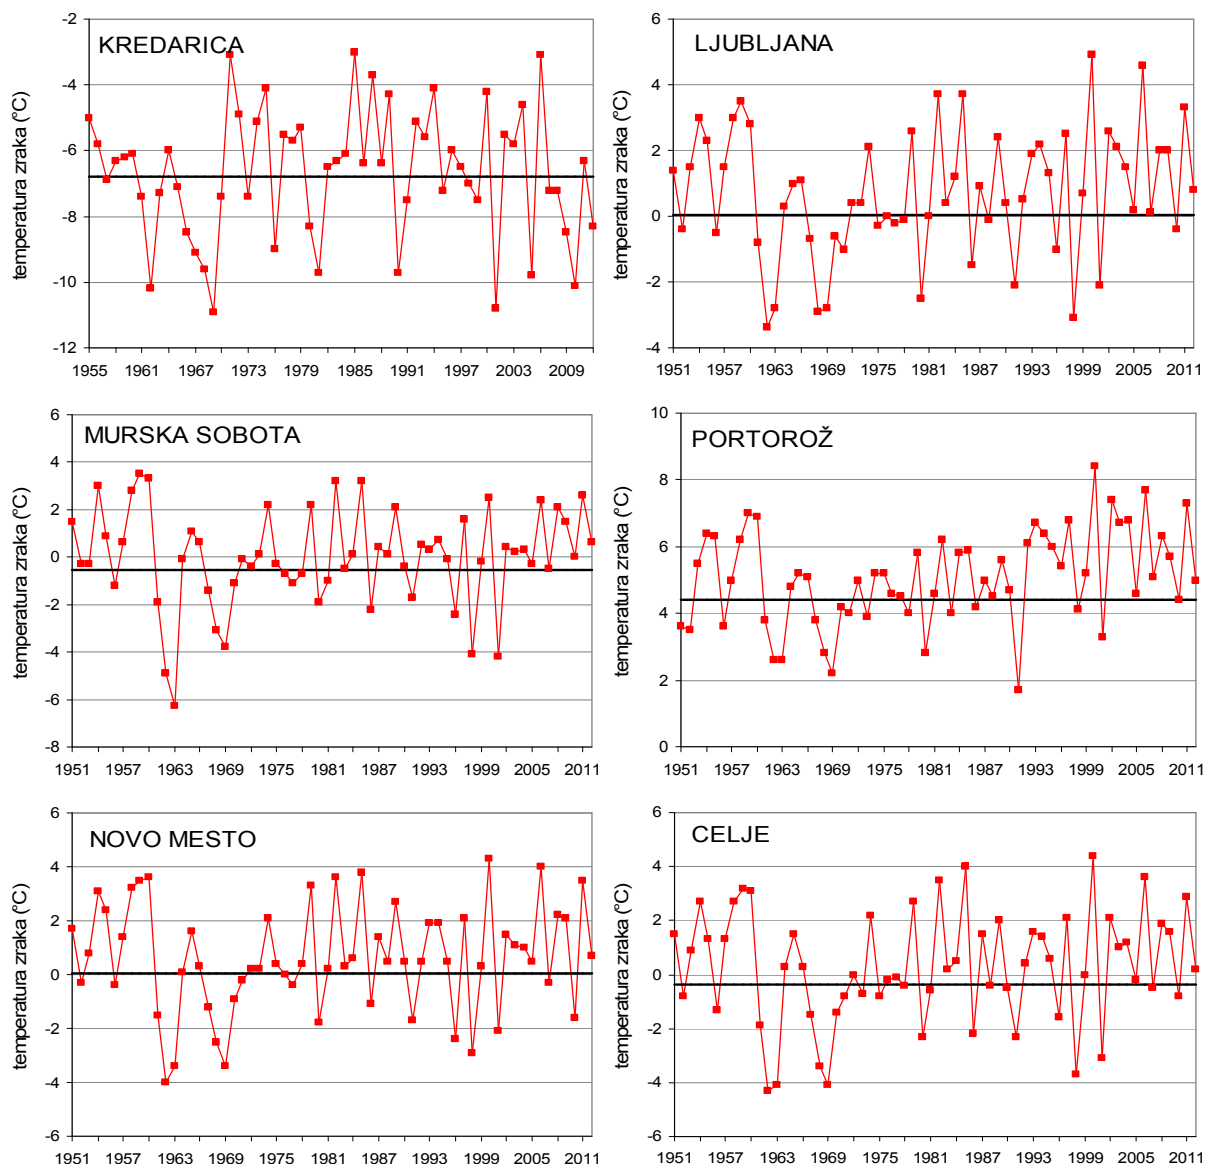 KREDARICA
temperatura zraka (°C)
-2
-4
-6
-8
-10
-12
1955 1961 1967 1973 1979 1985 1991 1997 2003 2009
LJUBLJANA
temperatura zraka (°C)
6
4
2
0
-2
-4
1951 1957 1963 1969 1975 1981 1987 1993 1999 2005 2011
MURSKA SOBOTA
temperatura zraka (°C)
6
4
2
0
-2
-4
-6
-8
1951 1957 1963 1969 1975 1981 1987 1993 1999 2005 2011
PORTOROŽ
temperatura zraka (°C)
10
8
6
4
2
0
1951 1957 1963 1969 1975 1981 1987 1993 1999 2005 2011
NOVO MESTO
temperatura zraka (°C)
6
4
2
0
-2
-4
-6
1951 1957 1963 1969 1975 1981 1987 1993 1999 2005 2011
CELJE
temperatura zraka (°C)
6
4
2
0
-2
-4
-6
1951 1957 1963 1969 1975 1981 1987 1993 1999 2005 2011